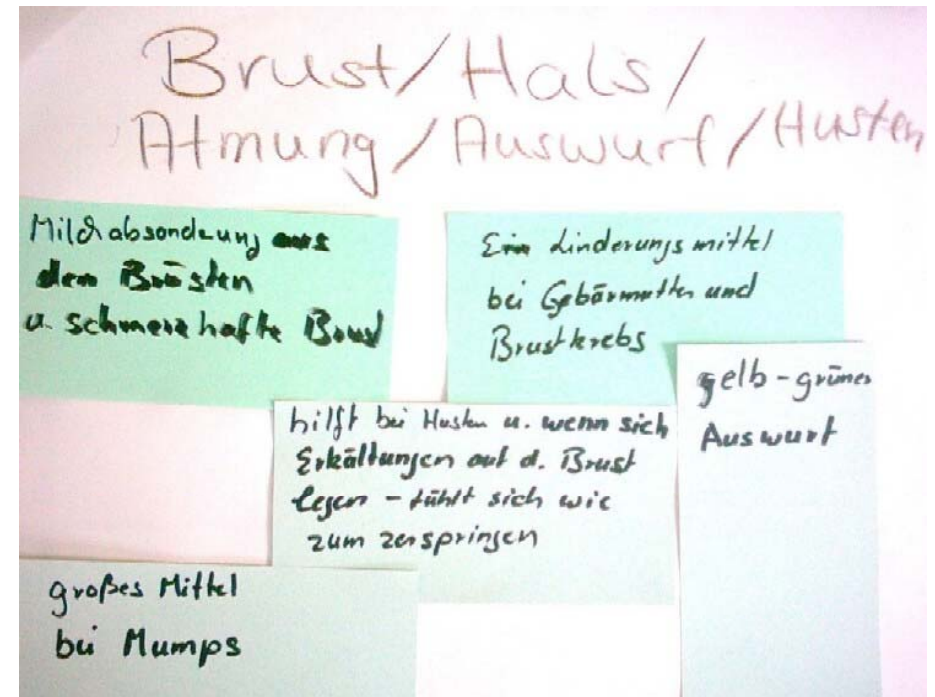 Brust/Hals/
Atmung/Auswurf/Husten
Milchabsonderung aus
den Brüsten
u. schmerzhafte Brust
Ein Linderungsmittel
bei Gebärmutter und
Brustkrebs
gelb-grüner
Auswurf
hilft bei Husten u. wenn sich
Erkältungen auf d. Brust
legen - fühlt sich wie
zum zerspringen
großes Mittel
bei Mumps